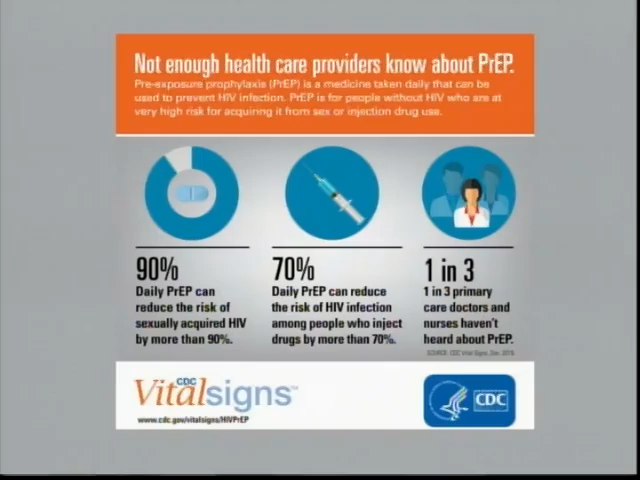 Not enough health care providers know about PrEP.
Pre-exposure prophylaxis (PrEP) is a medicine taken daily that can be
used to prevent HIV infection. PrEP is for people without HIV who are at
very high risk for acquiring it from sex or injection drug use.
90%
Daily PrEP can
reduce the risk of
sexually acquired HIV
by more than 90%.
70%
Daily PrEP can reduce
the risk of HIV infection
among people who inject
drugs by more than 70%.
1 in 3
1 in 3 primary
care doctors and
nurses haven't
heard about PrEP.
SOURCE: CDC Vital Signs,
CDC
Vitalsigns™
www.cdc.gov/vitalsigns/HIVPrEP
CDC